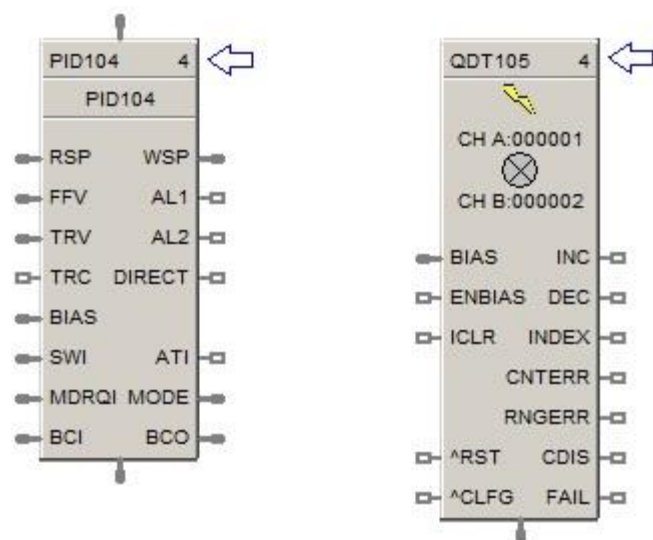 PID104 4
PID104
RSP WSP
FFV AL1
TRV AL2
TRC DIRECT
BIAS
SWI ATI
MDRQI MODE
BCI BCO
QDT105 4
CH A:000001
CH B:000002
BIAS INC
ENBIAS DEC
ICLR INDEX
CNTERR
RNGERR
^RST CDIS
^CLFG FAIL